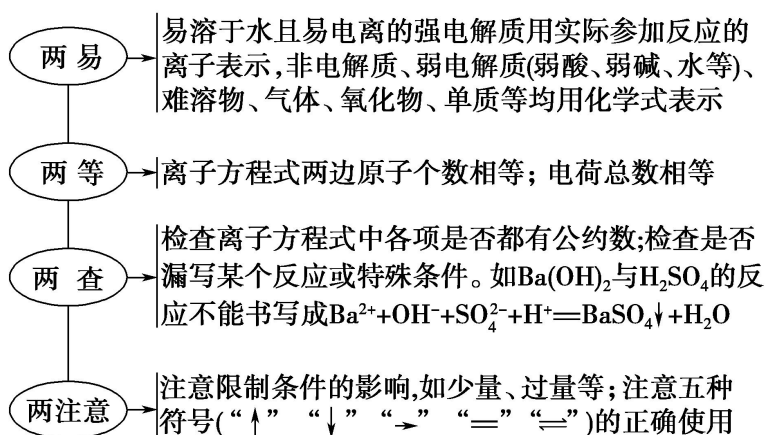 两易
易溶于水且易电离的强电解质用实际参加反应的
离子表示，非电解质、弱电解质(弱酸、弱碱、水等)、
难溶物、气体、氧化物、单质等均用化学式表示
两等
离子方程式两边原子个数相等；电荷总数相等
两查
检查离子方程式中各项是否都有公约数;检查是否
漏写某个反应或特殊条件。如Ba(OH)₂与H₂SO₄的反
应不能书写成Ba²⁺+OH⁻+SO₄²⁻+H⁺═BaSO₄↓+H₂O
两注意
注意限制条件的影响,如少量、过量等；注意五种
符号(“↑”“↓”“→”“═”“⇌”)的正确使用